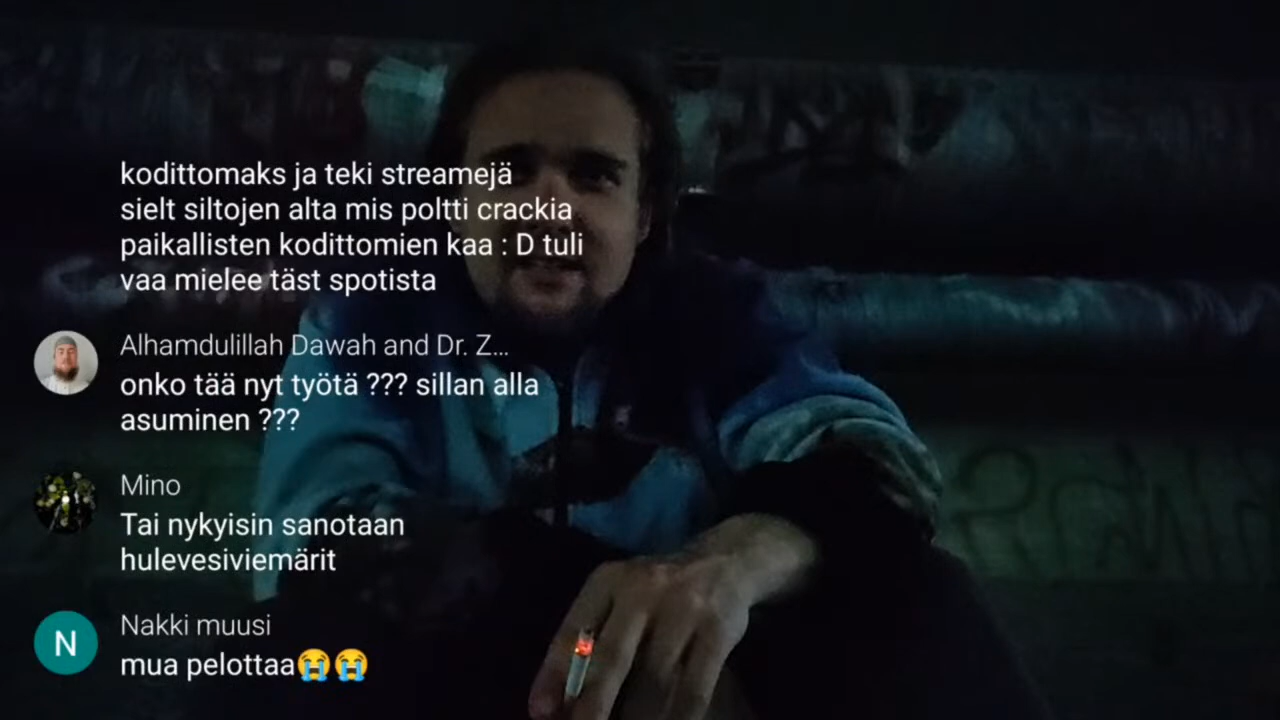 kodittomaks ja teki streamejä
sielt siltojen alta mis poltti crackia
paikallisten kodittomien kaa : D tuli
vaa mielee täst spotista
Alhamdulillah Dawah and Dr. Z...
onko tää nyt työtä ??? sillan alla
asuminen ???
Mino
Tai nykyisin sanotaan
hulevesiviemärit
N
Nakki muusi
mua pelottaa😭😭